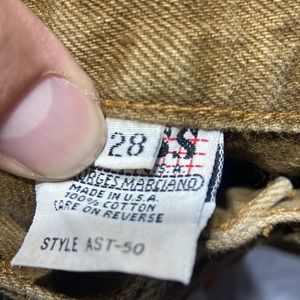 28
S
S.A.
GEORGES MARCIANO
MADE IN U.S.A.
100% COTTON
CARE ON REVERSE
STYLE AST-50